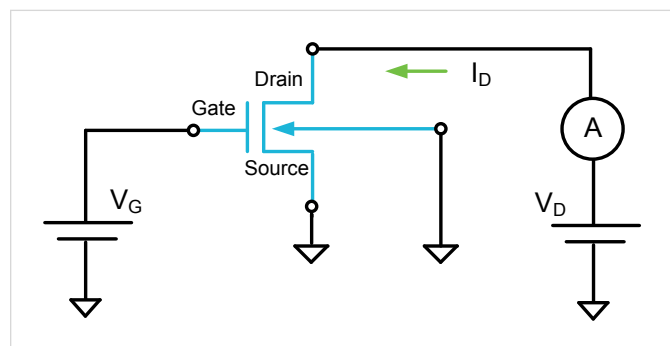 Drain
I_D
Gate
A
Source
V_G
V_D